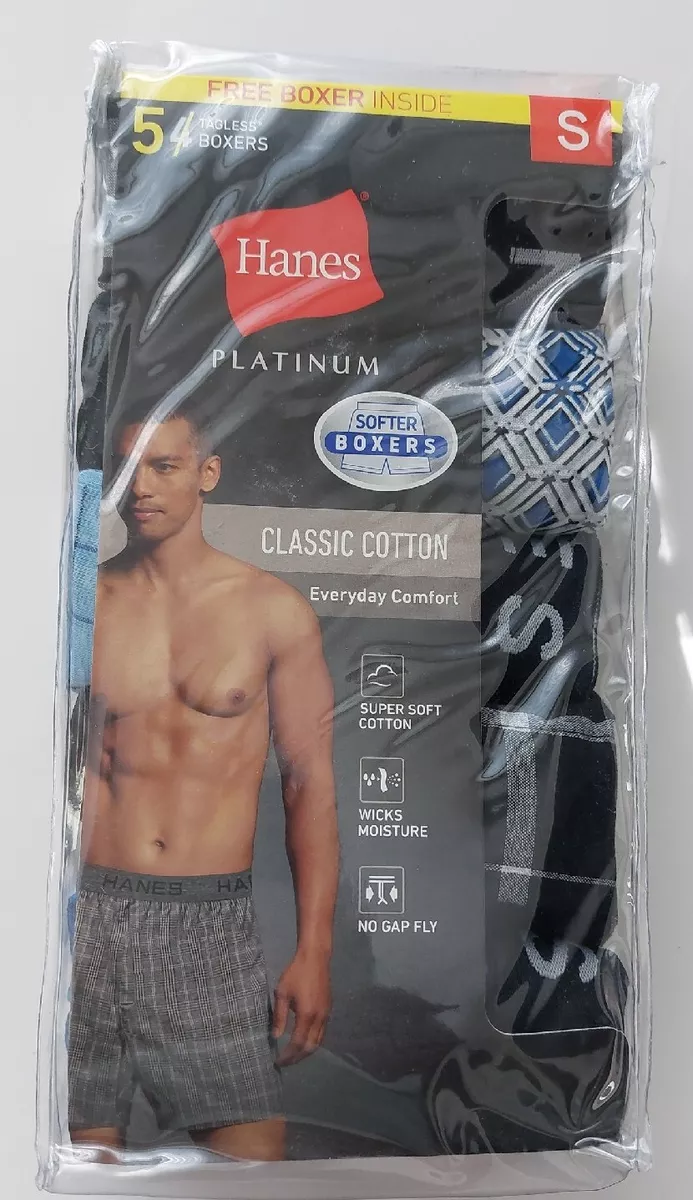 FREE BOXER INSIDE
5 4 TAGLESS
BOXERS
S
Hanes®
PLATINUM
SOFTER
BOXERS
CLASSIC COTTON
Everyday Comfort
SUPER SOFT
COTTON
WICKS
MOISTURE
NO GAP FLY
HANES HA
S
S